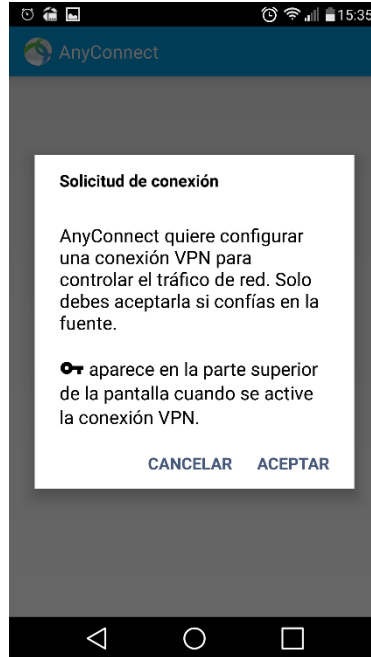 15:35
AnyConnect
Solicitud de conexión
AnyConnect quiere configurar
una conexión VPN para
controlar el tráfico de red. Solo
debes aceptarla si confías en la
fuente.
aparece en la parte superior
de la pantalla cuando se active
la conexión VPN.
CANCELAR ACEPTAR